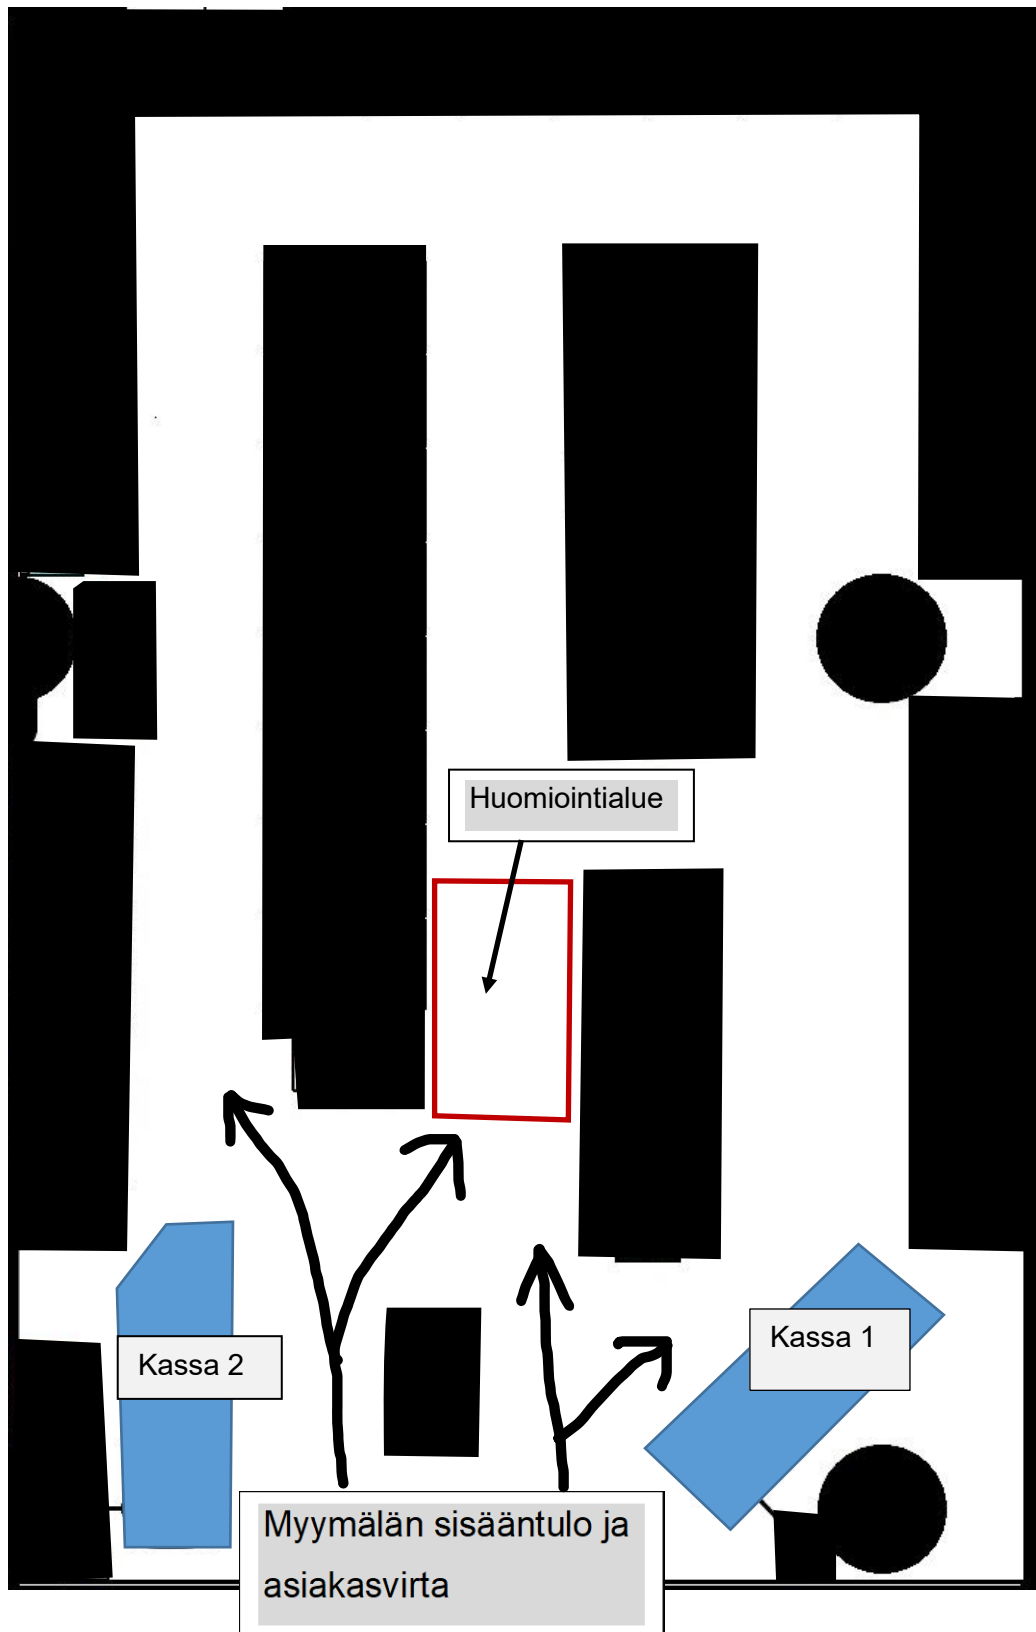 Huomiointialue
Kassa 1
Kassa 2
Myymälän sisääntulo ja
asiakasvirta